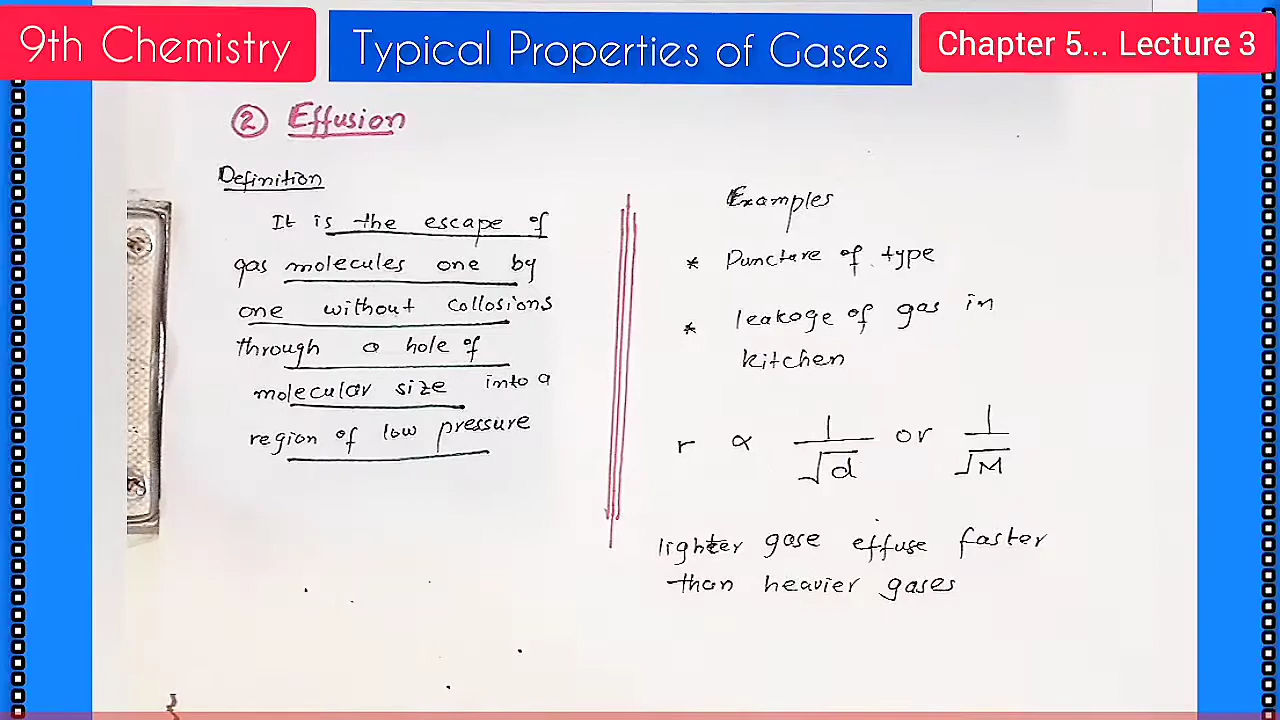 9th Chemistry
Typical Properties of Gases
Chapter 5... Lecture 3
② Effusion
Definition
It is the escape of
gas molecules one by
one without collosions
through a hole of
molecular size into a
region of low pressure
Examples
* Puncture of type
* leakoge of gas in
kitchen
r ∝ 1/√d or 1/√M
lighter gase effuse faster
than heavier gases